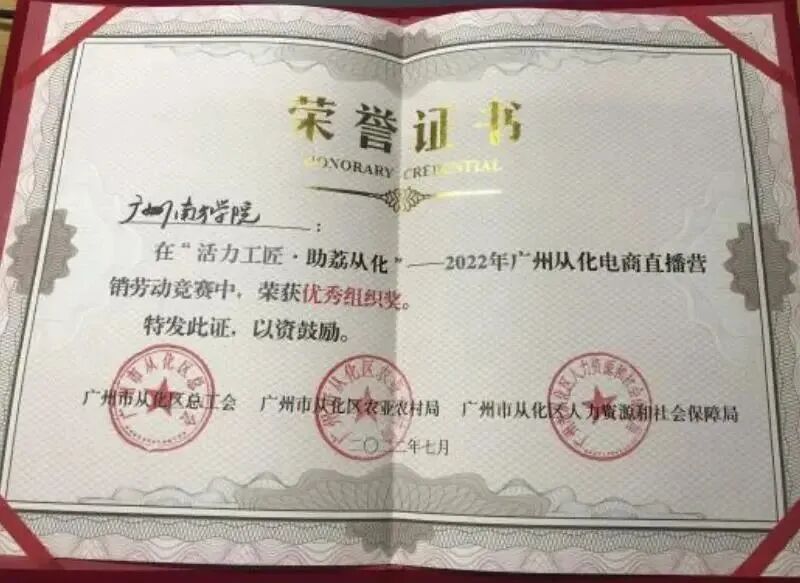 荣誉证书
HONORARY CREDENTIAL
广州南方学院：
在“活力工匠·助荔从化”——2022年广州从化电商直播营
销劳动竞赛中，荣获优秀组织奖。
特发此证，以资鼓励。
广州市从化区总工会 广州市从化区农业农村局 广州市从化区人力资源和社会保障局
二〇二二年七月